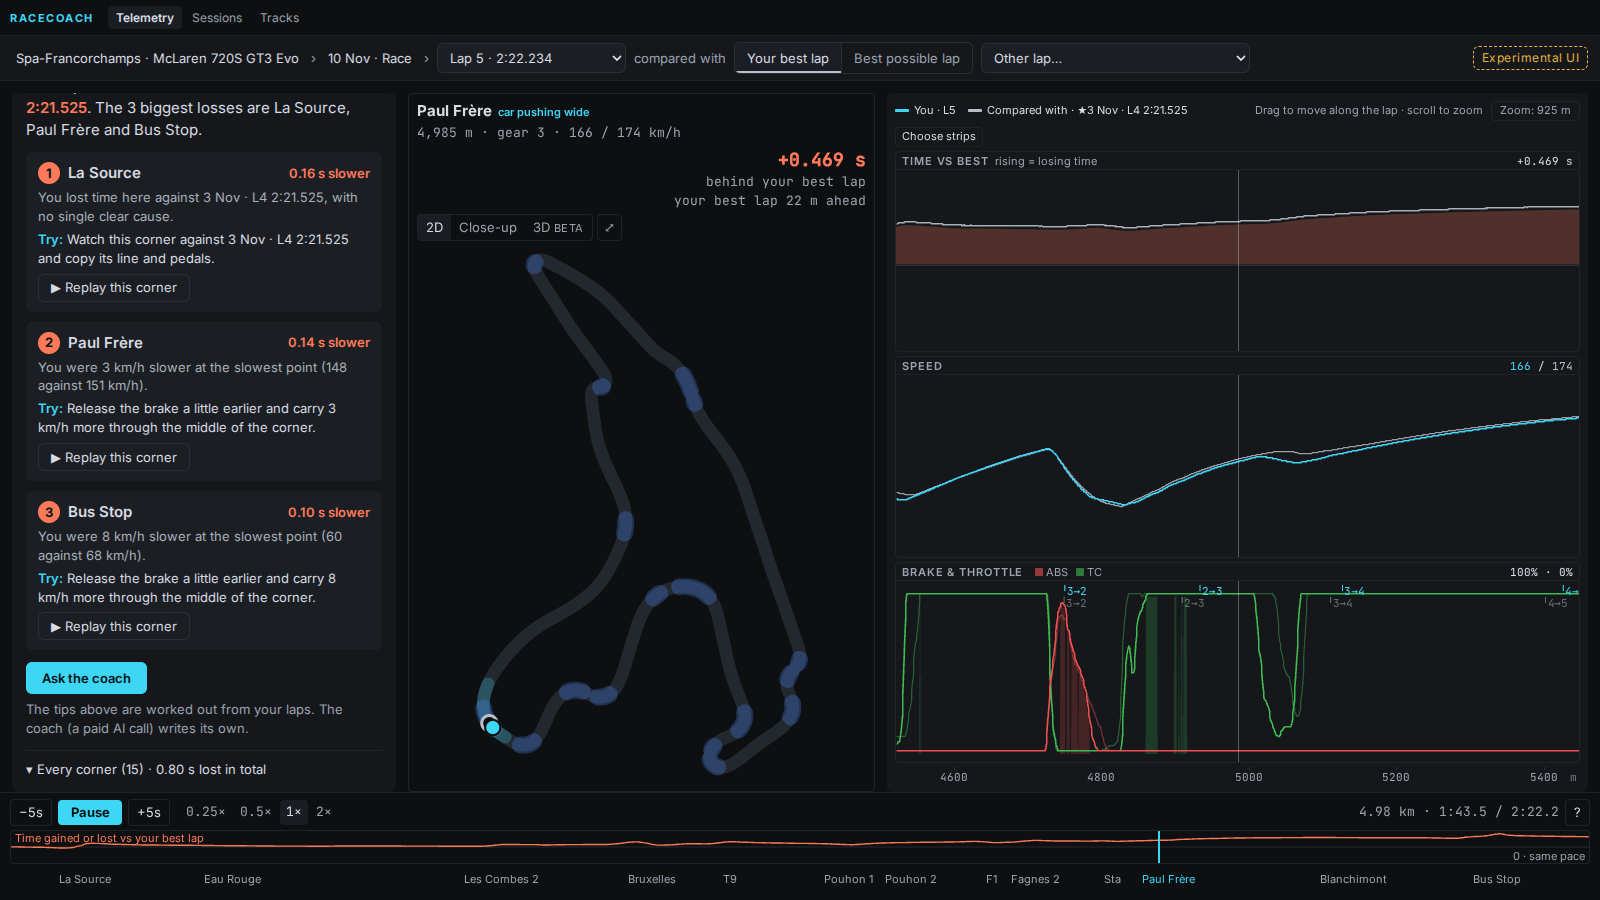 RACECOACH Telemetry Sessions Tracks
Spa-Francorchamps · McLaren 720S GT3 Evo › 10 Nov · Race › Lap 5 · 2:22.234 compared with Your best lap Best possible lap Other lap... Experimental UI
2:21.525. The 3 biggest losses are La Source,
Paul Frère and Bus Stop.
1 La Source 0.16 s slower
You lost time here against 3 Nov · L4 2:21.525, with
no single clear cause.
Try: Watch this corner against 3 Nov · L4 2:21.525
and copy its line and pedals.
▶ Replay this corner
2 Paul Frère 0.14 s slower
You were 3 km/h slower at the slowest point (148
against 151 km/h).
Try: Release the brake a little earlier and carry 3
km/h more through the middle of the corner.
▶ Replay this corner
3 Bus Stop 0.10 s slower
You were 8 km/h slower at the slowest point (60
against 68 km/h).
Try: Release the brake a little earlier and carry 8
km/h more through the middle of the corner.
▶ Replay this corner
Ask the coach
The tips above are worked out from your laps. The
coach (a paid AI call) writes its own.
▾ Every corner (15) · 0.80 s lost in total
Paul Frère car pushing wide
4,985 m · gear 3 · 166 / 174 km/h
+0.469 s
behind your best lap
your best lap 22 m ahead
2D Close-up 3D BETA ⤢
You · L5 Compared with · ★3 Nov · L4 2:21.525 Drag to move along the lap · scroll to zoom Zoom: 925 m
Choose strips
TIME VS BEST rising = losing time +0.469 s
SPEED 166 / 174
BRAKE & THROTTLE ABS TC 100% · 0%
3→2 2→3 3→4 4→
3→2 2→3 3→4 4→5
4600 4800 5000 5200 5400 m
−5s Pause +5s 0.25× 0.5× 1× 2× 4.98 km · 1:43.5 / 2:22.2 ?
Time gained or lost vs your best lap
0 · same pace
La Source Eau Rouge Les Combes 2 Bruxelles T9 Pouhon 1 Pouhon 2 F1 Fagnes 2 Sta Paul Frère Blanchimont Bus Stop